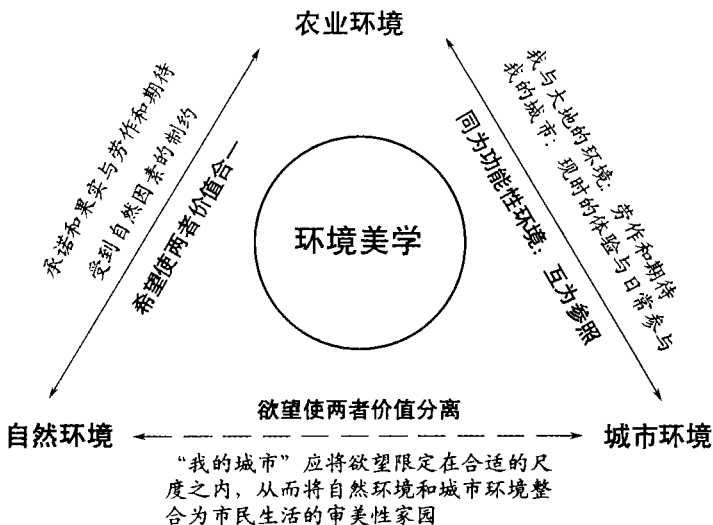 农业环境
承诺和果实与劳作和期待
受到自然因素的制约
希望使两者价值合一
环境美学
我与大地的环境：劳作和期待
我的城市：现时的体验与日常参与
同为功能性环境：互为参照
自然环境
欲望使两者价值分离
城市环境
“我的城市”应将欲望限定在合适的尺
度之内，从而将自然环境和城市环境整
合为市民生活的审美性家园